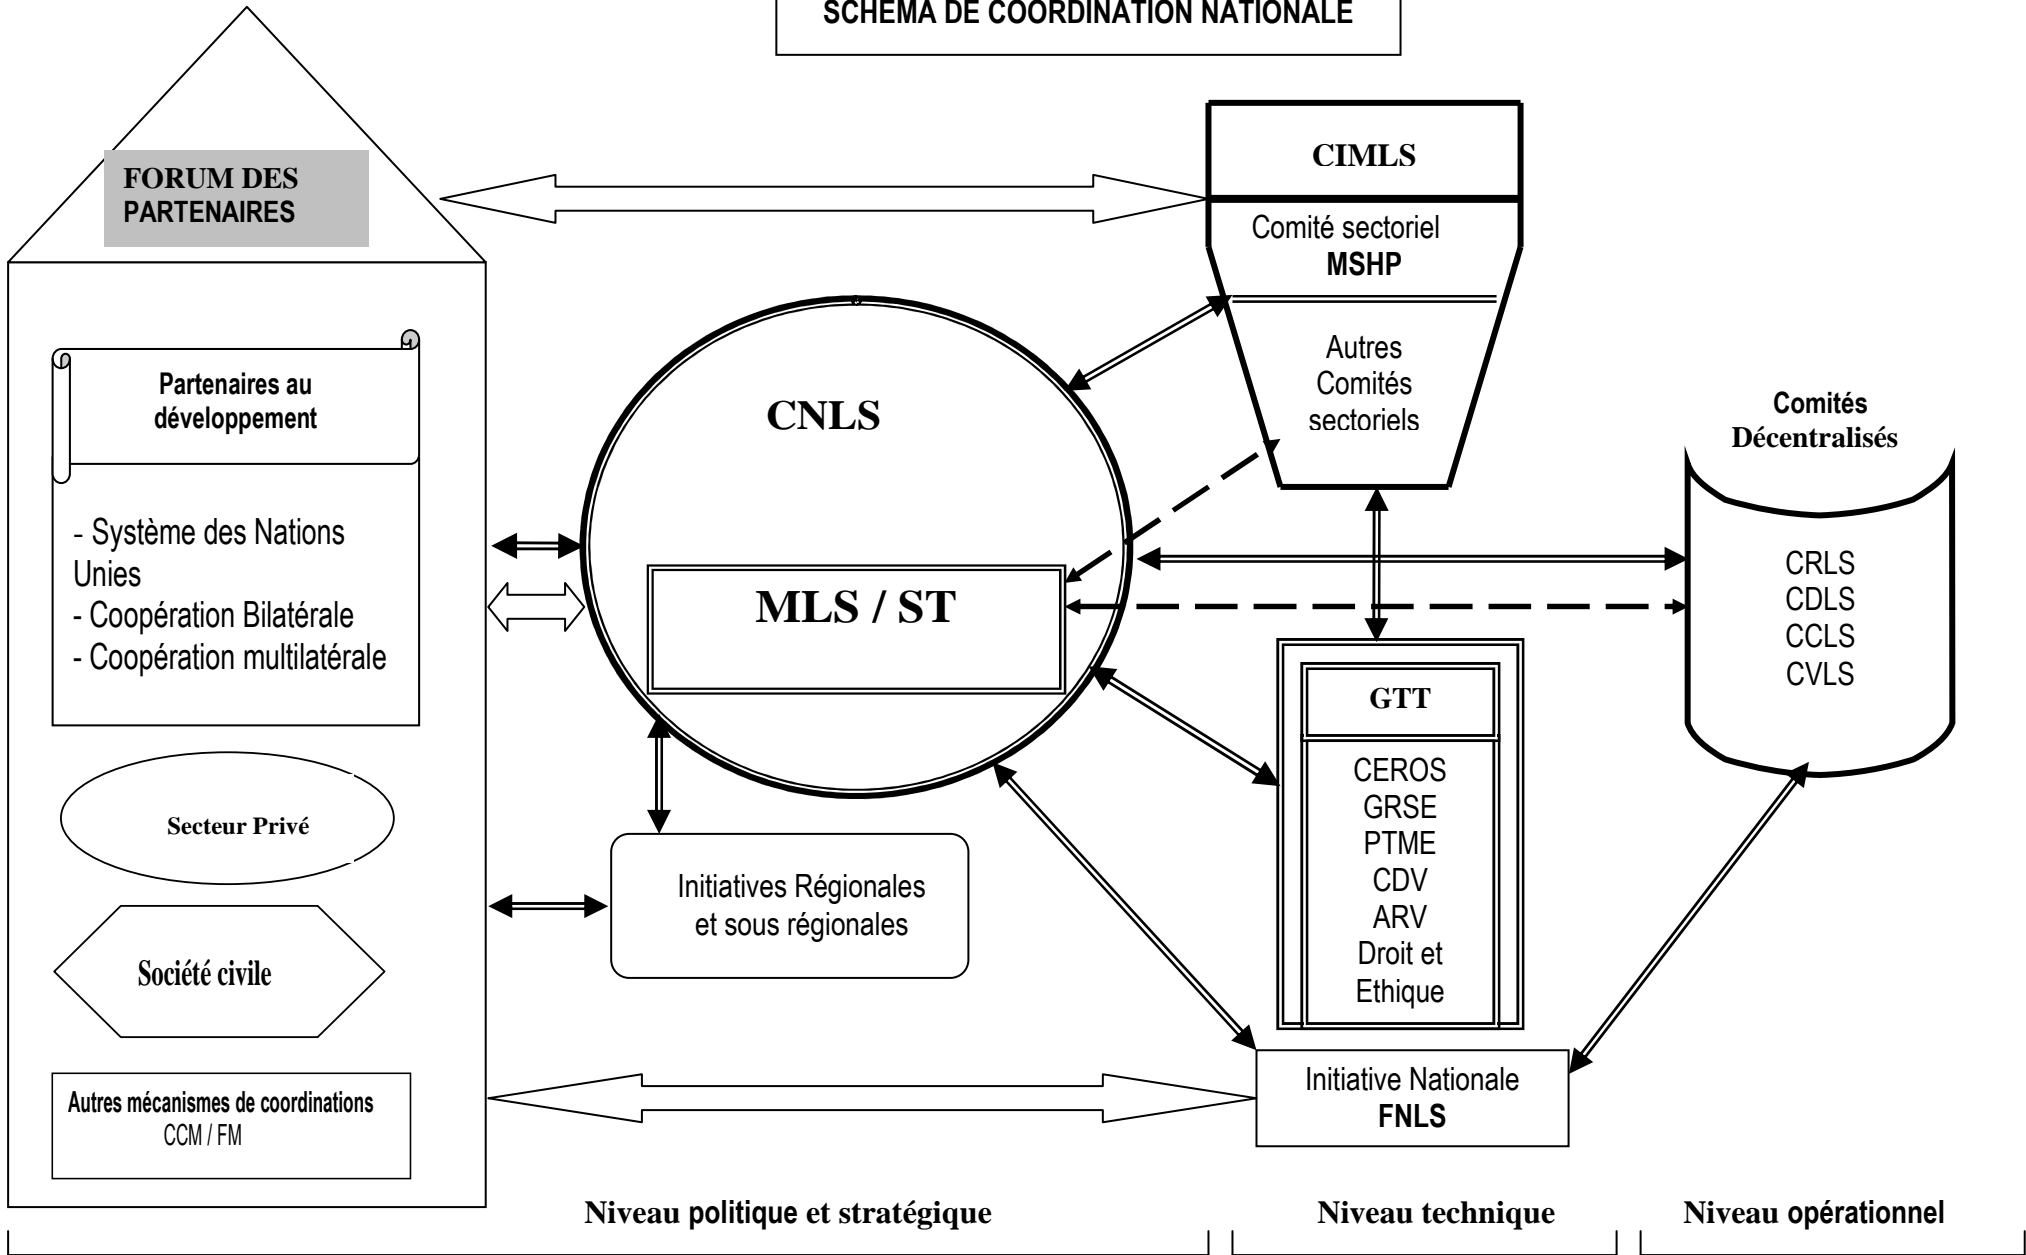 SCHEMA DE COORDINATION NATIONALE
FORUM DES
PARTENAIRES
Partenaires au
développement
- Système des Nations
Unies
- Coopération Bilatérale
- Coopération multilatérale
Secteur Privé
Société civile
Autres mécanismes de coordinations
CCM / FM
CNLS
MLS / ST
Initiatives Régionales
et sous régionales
CIMLS
Comité sectoriel
MSHP
Autres
Comités
sectoriels
GTT
CEROS
GRSE
PTME
CDV
ARV
Droit et
Ethique
Initiative Nationale
FNLS
Comités
Décentralisés
CRLS
CDLS
CCLS
CVLS
Niveau politique et stratégique
Niveau technique
Niveau opérationnel